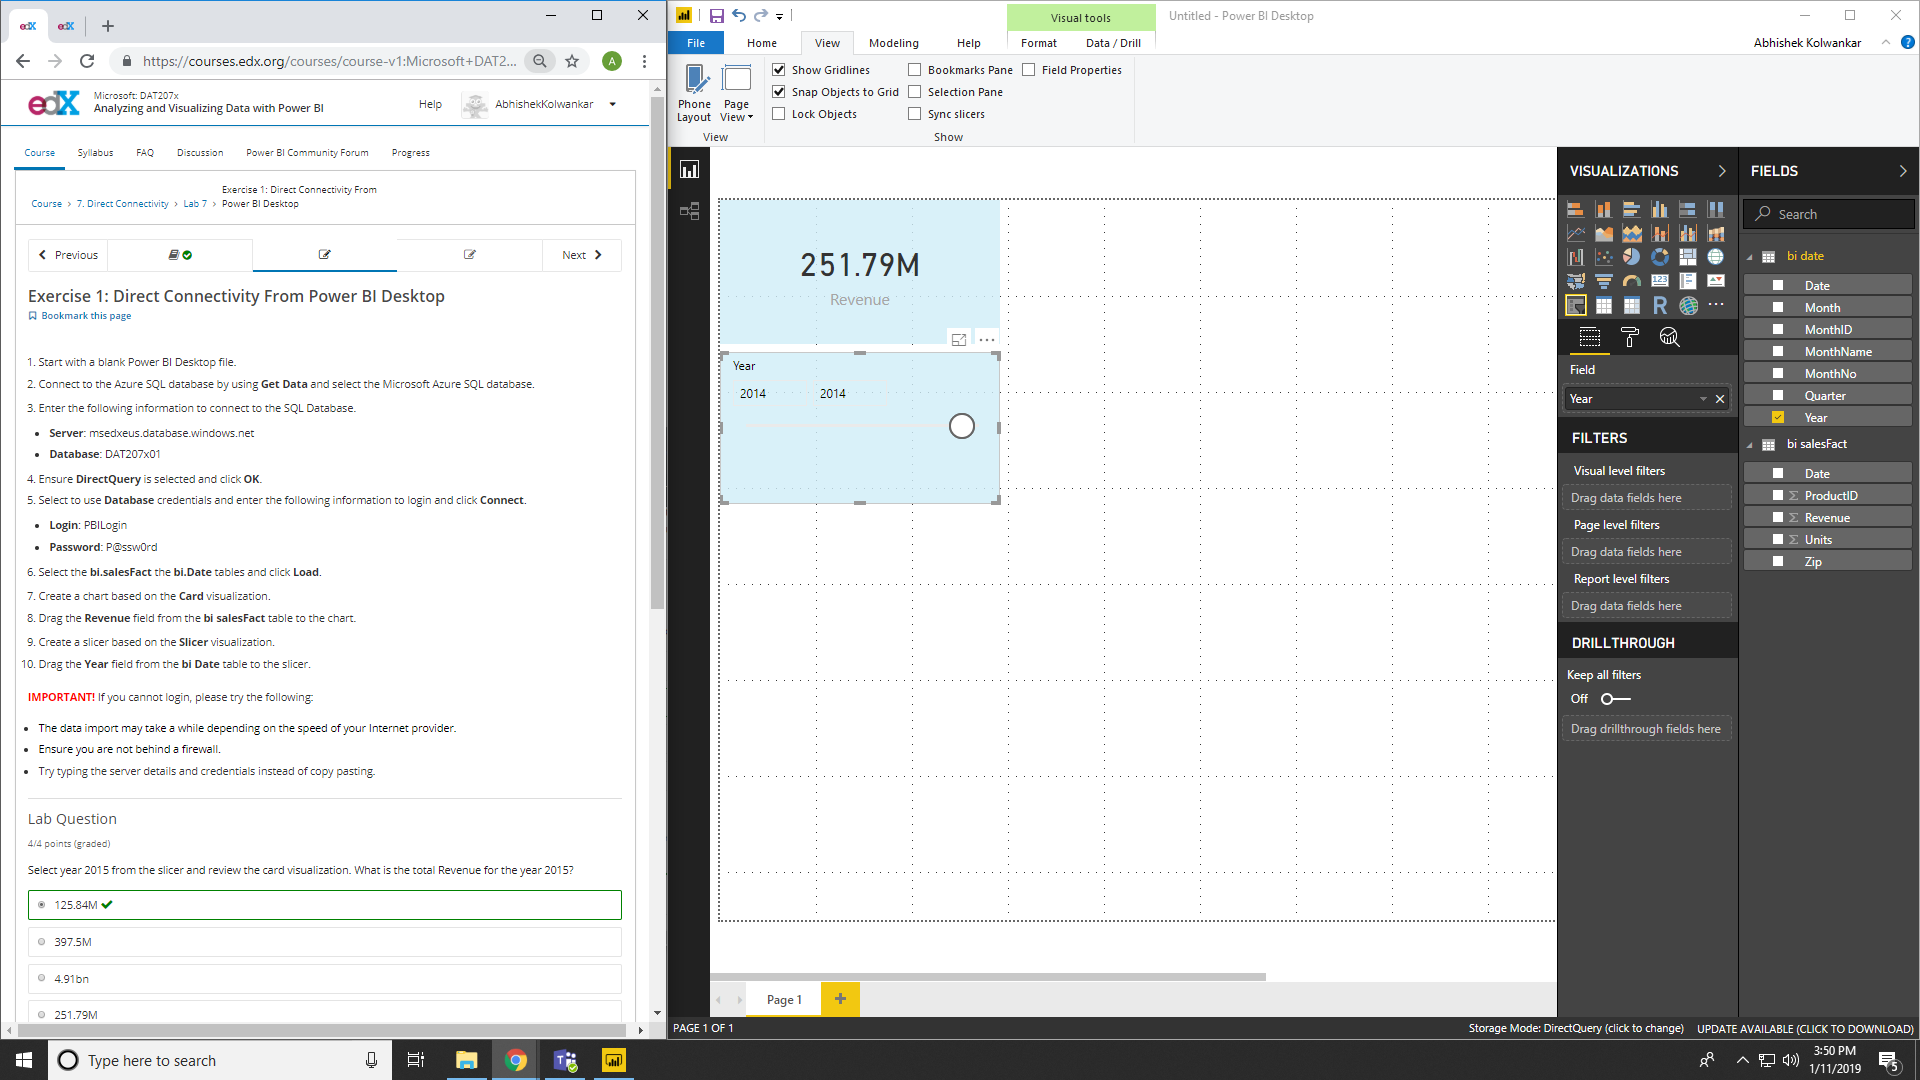 edX
edX
https://courses.edx.org/courses/course-v1:Microsoft+DAT2...
A
edX
Microsoft: DAT207x
Analyzing and Visualizing Data with Power BI
Help
AbhishekKolwankar
Course
Syllabus
FAQ
Discussion
Power BI Community Forum
Progress
Course > 7. Direct Connectivity > Lab 7 > Exercise 1: Direct Connectivity From
Power BI Desktop
Previous
Next
Exercise 1: Direct Connectivity From Power BI Desktop
Bookmark this page
1. Start with a blank Power BI Desktop file.
2. Connect to the Azure SQL database by using Get Data and select the Microsoft Azure SQL database.
3. Enter the following information to connect to the SQL Database.
• Server: msedxeus.database.windows.net
• Database: DAT207x01
4. Ensure DirectQuery is selected and click OK.
5. Select to use Database credentials and enter the following information to login and click Connect.
• Login: PBILogin
• Password: P@ssw0rd
6. Select the bi.salesFact the bi.Date tables and click Load.
7. Create a chart based on the Card visualization.
8. Drag the Revenue field from the bi salesFact table to the chart.
9. Create a slicer based on the Slicer visualization.
10. Drag the Year field from the bi Date table to the slicer.
IMPORTANT! If you cannot login, please try the following:
• The data import may take a while depending on the speed of your Internet provider.
• Ensure you are not behind a firewall.
• Try typing the server details and credentials instead of copy pasting.
Lab Question
4/4 points (graded)
Select year 2015 from the slicer and review the card visualization. What is the total Revenue for the year 2015?
125.84M
397.5M
4.91bn
251.79M
Visual tools
Untitled - Power BI Desktop
File
Home
View
Modeling
Help
Format
Data / Drill
Abhishek Kolwankar
?
Phone
Layout
Page
View
View
Show Gridlines
Snap Objects to Grid
Lock Objects
Bookmarks Pane
Selection Pane
Sync slicers
Field Properties
Show
251.79M
Revenue
Year
2014 2014
Page 1
+
PAGE 1 OF 1
VISUALIZATIONS
123
R
Field
Year
FILTERS
Visual level filters
Drag data fields here
Page level filters
Drag data fields here
Report level filters
Drag data fields here
DRILLTHROUGH
Keep all filters
Off
Drag drillthrough fields here
FIELDS
Search
bi date
Date
Month
MonthID
MonthName
MonthNo
Quarter
Year
bi salesFact
Date
Σ ProductID
Σ Revenue
Σ Units
Zip
Storage Mode: DirectQuery (click to change)
UPDATE AVAILABLE (CLICK TO DOWNLOAD)
Type here to search
3:50 PM
1/11/2019
5